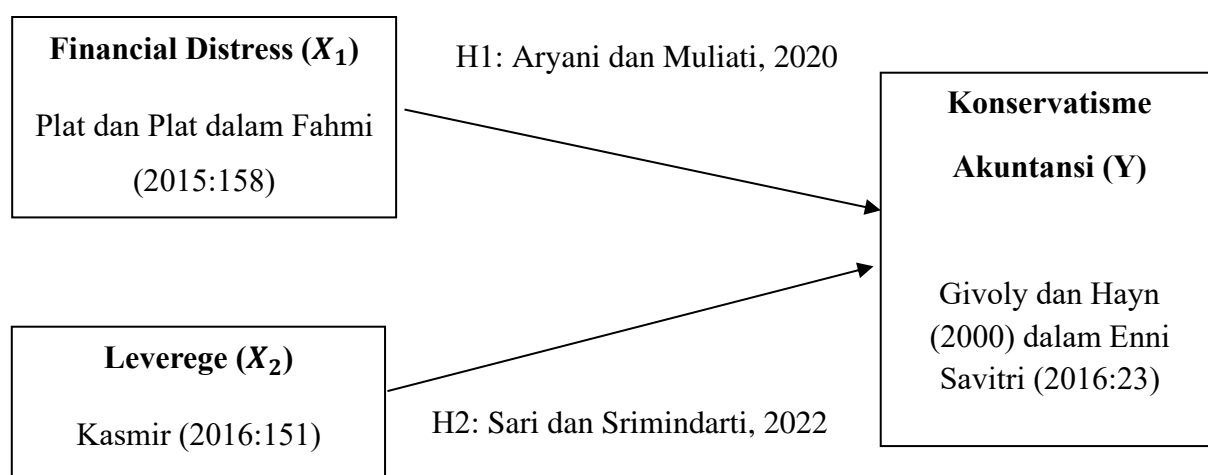 Financial Distress (X₁)
Plat dan Plat dalam Fahmi
(2015:158)
H1: Aryani dan Muliati, 2020
Konservatisme
Akuntansi (Y)
Givoly dan Hayn
(2000) dalam Enni
Savitri (2016:23)
Leverege (X₂)
Kasmir (2016:151)
H2: Sari dan Srimindarti, 2022